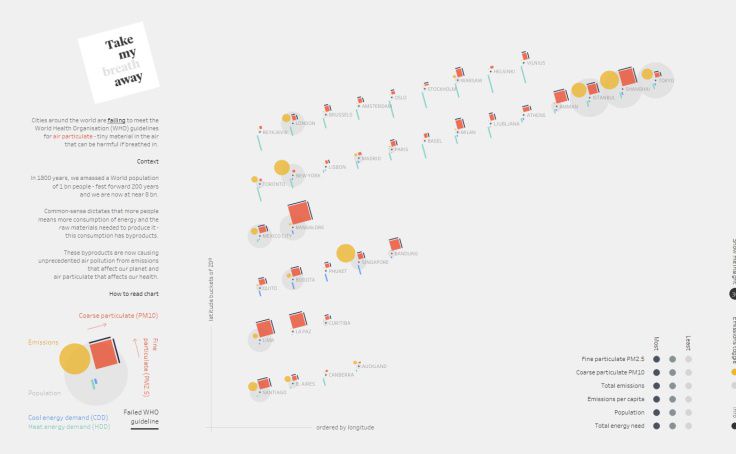 Take
my
breath
away
Cities around the world are failing to meet the
World Health Organisation (WHO) guidelines
for air particulate - tiny material in the air
that can be harmful if breathed in.
Context
In 1800 years, we amassed a World population
of 1 bn people - fast forward 200 years
and we are now at near 8 bn.
Common-sense dictates that more people
means more consumption of energy and the
raw materials needed to produce it -
this consumption has byproducts.
These byproducts are now causing
unprecedented air pollution from emissions
that affect our planet and
air particulate that affects our health.
How to read chart
Coarse particulate (PM10)
Emissions
Fine
particulate (PM2.5)
Population
Cool energy demand (CDD)
Heat energy demand (HDD)
Failed WHO
guideline
latitude buckets of 20º
ordered by longitude
VILNIUS
HELSINKI
WARSAW
STOCKHOLM
OSLO
AMSTERDAM
BRUSSELS
LONDON
REYKJAVIK
TOKYO
SHANGHAI
ISTANBUL
AMMAN
ATHENS
LJUBLJANA
MILAN
BASEL
PARIS
MADRID
LISBON
NEW YORK
TORONTO
MEXICO CITY
BANDUNG
SINGAPORE
PHUKET
BOGOTA
QUITO
CURITIBA
LA PAZ
LIMA
AUCKLAND
CANBERRA
B. AIRES
SANTIAGO
Most
Least
Fine particulate PM2.5
Coarse particulate PM10
Total emissions
Emissions per capita
Population
Total energy need
Emissions toggle
Info